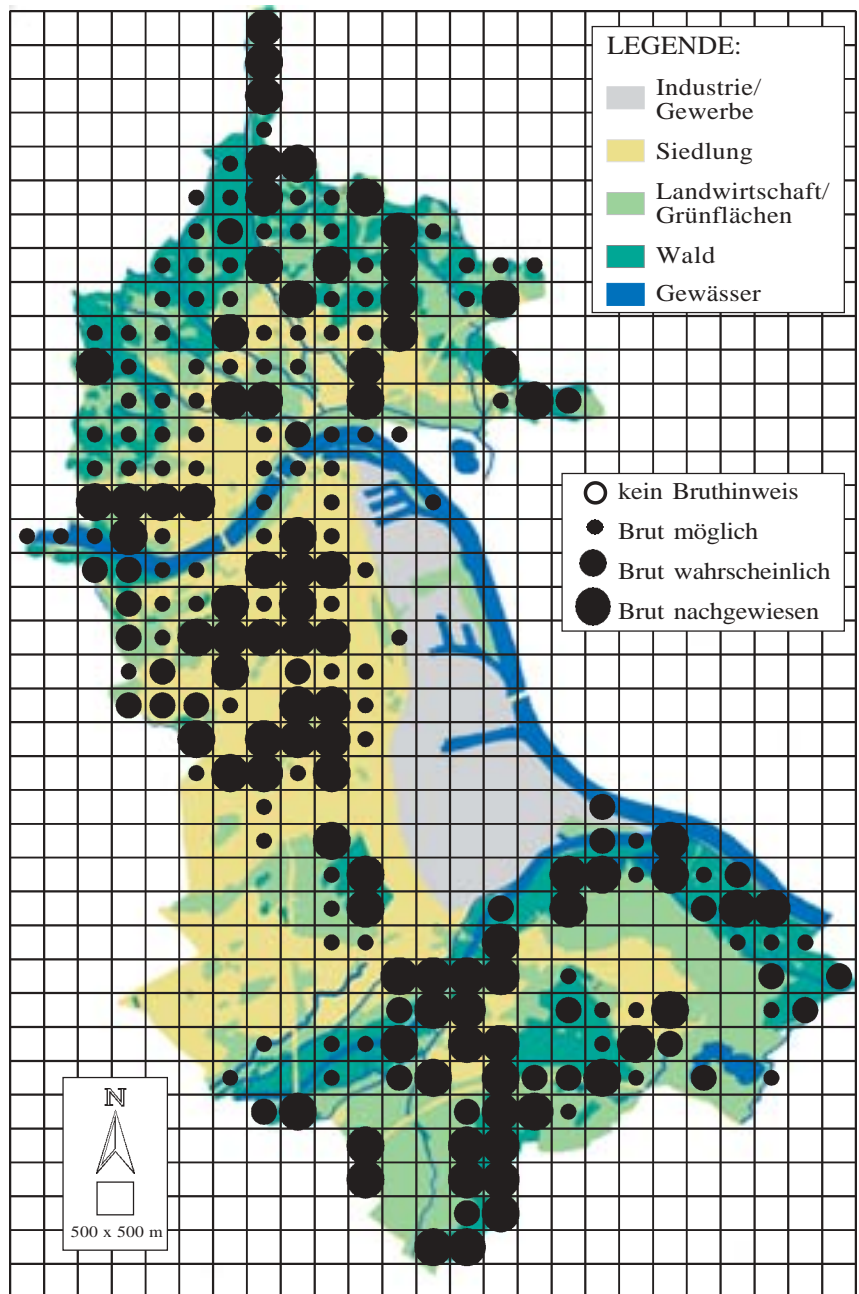 LEGENDE:
Industrie/
Gewerbe
Siedlung
Landwirtschaft/
Grünflächen
Wald
Gewässer
kein Bruthinweis
Brut möglich
Brut wahrscheinlich
Brut nachgewiesen
N
500 x 500 m